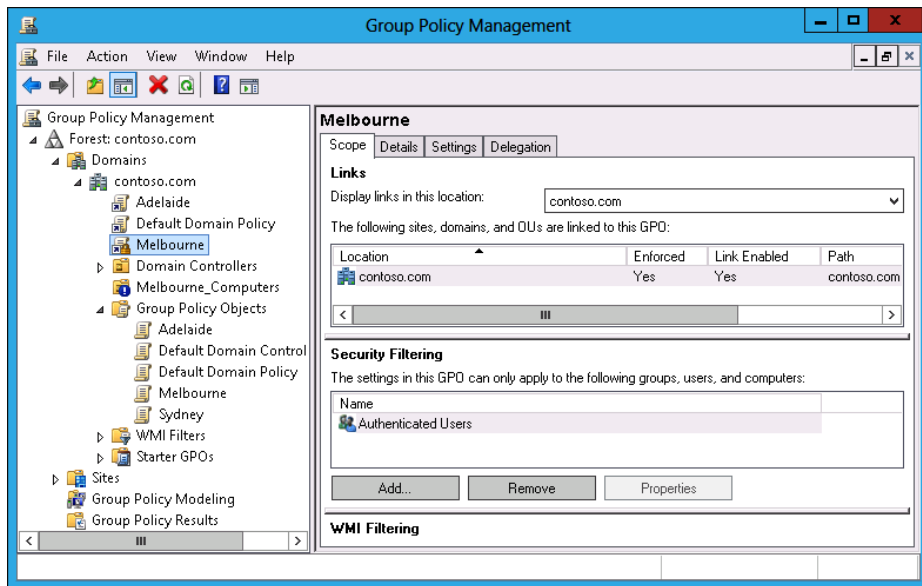 Group Policy Management
File Action View Window Help
Group Policy Management
Forest: contoso.com
Domains
contoso.com
Adelaide
Default Domain Policy
Melbourne
Domain Controllers
Melbourne_Computers
Group Policy Objects
Adelaide
Default Domain Control
Default Domain Policy
Melbourne
Sydney
WMI Filters
Starter GPOs
Sites
Group Policy Modeling
Group Policy Results
Melbourne
Scope Details Settings Delegation
Links
Display links in this location: contoso.com
The following sites, domains, and OUs are linked to this GPO:
Location Enforced Link Enabled Path
contoso.com Yes Yes contoso.com
Security Filtering
The settings in this GPO can only apply to the following groups, users, and computers:
Name
Authenticated Users
Add... Remove Properties
WMI Filtering